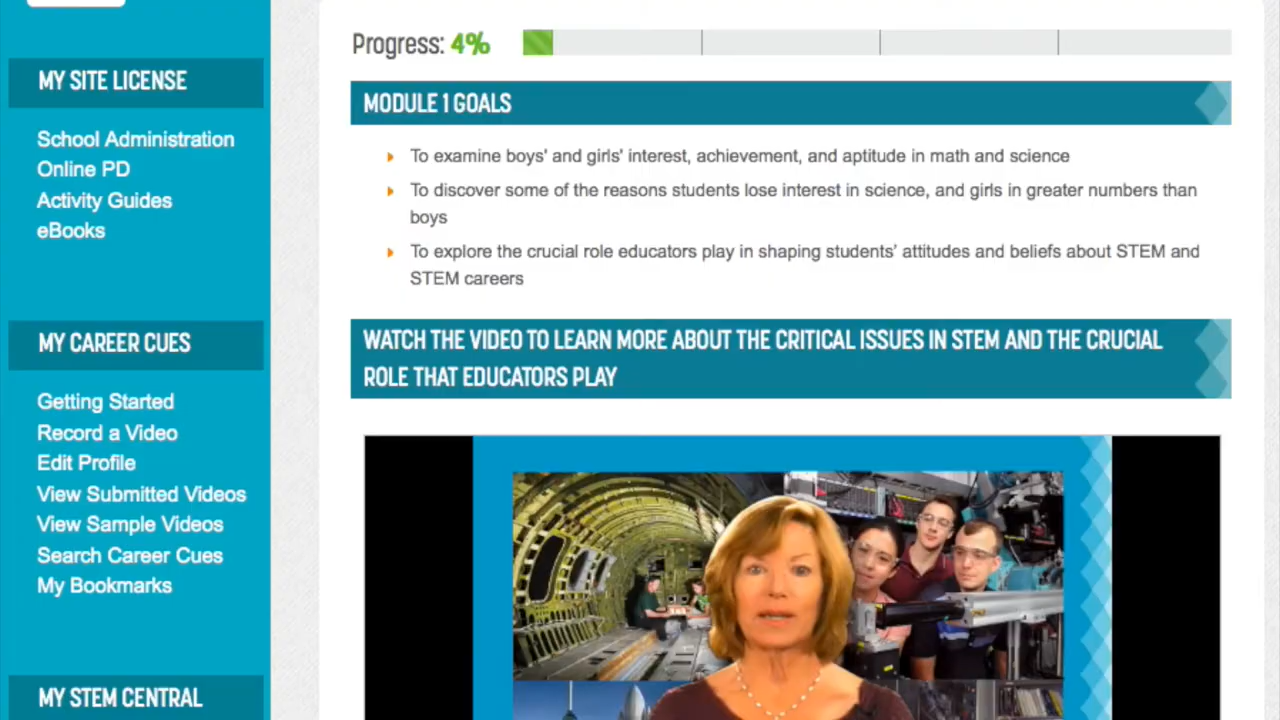 Progress: 4%
MY SITE LICENSE
School Administration
Online PD
Activity Guides
eBooks
MY CAREER CUES
Getting Started
Record a Video
Edit Profile
View Submitted Videos
View Sample Videos
Search Career Cues
My Bookmarks
MY STEM CENTRAL
MODULE 1 GOALS
To examine boys' and girls' interest, achievement, and aptitude in math and science
To discover some of the reasons students lose interest in science, and girls in greater numbers than
boys
To explore the crucial role educators play in shaping students' attitudes and beliefs about STEM and
STEM careers
WATCH THE VIDEO TO LEARN MORE ABOUT THE CRITICAL ISSUES IN STEM AND THE CRUCIAL
ROLE THAT EDUCATORS PLAY